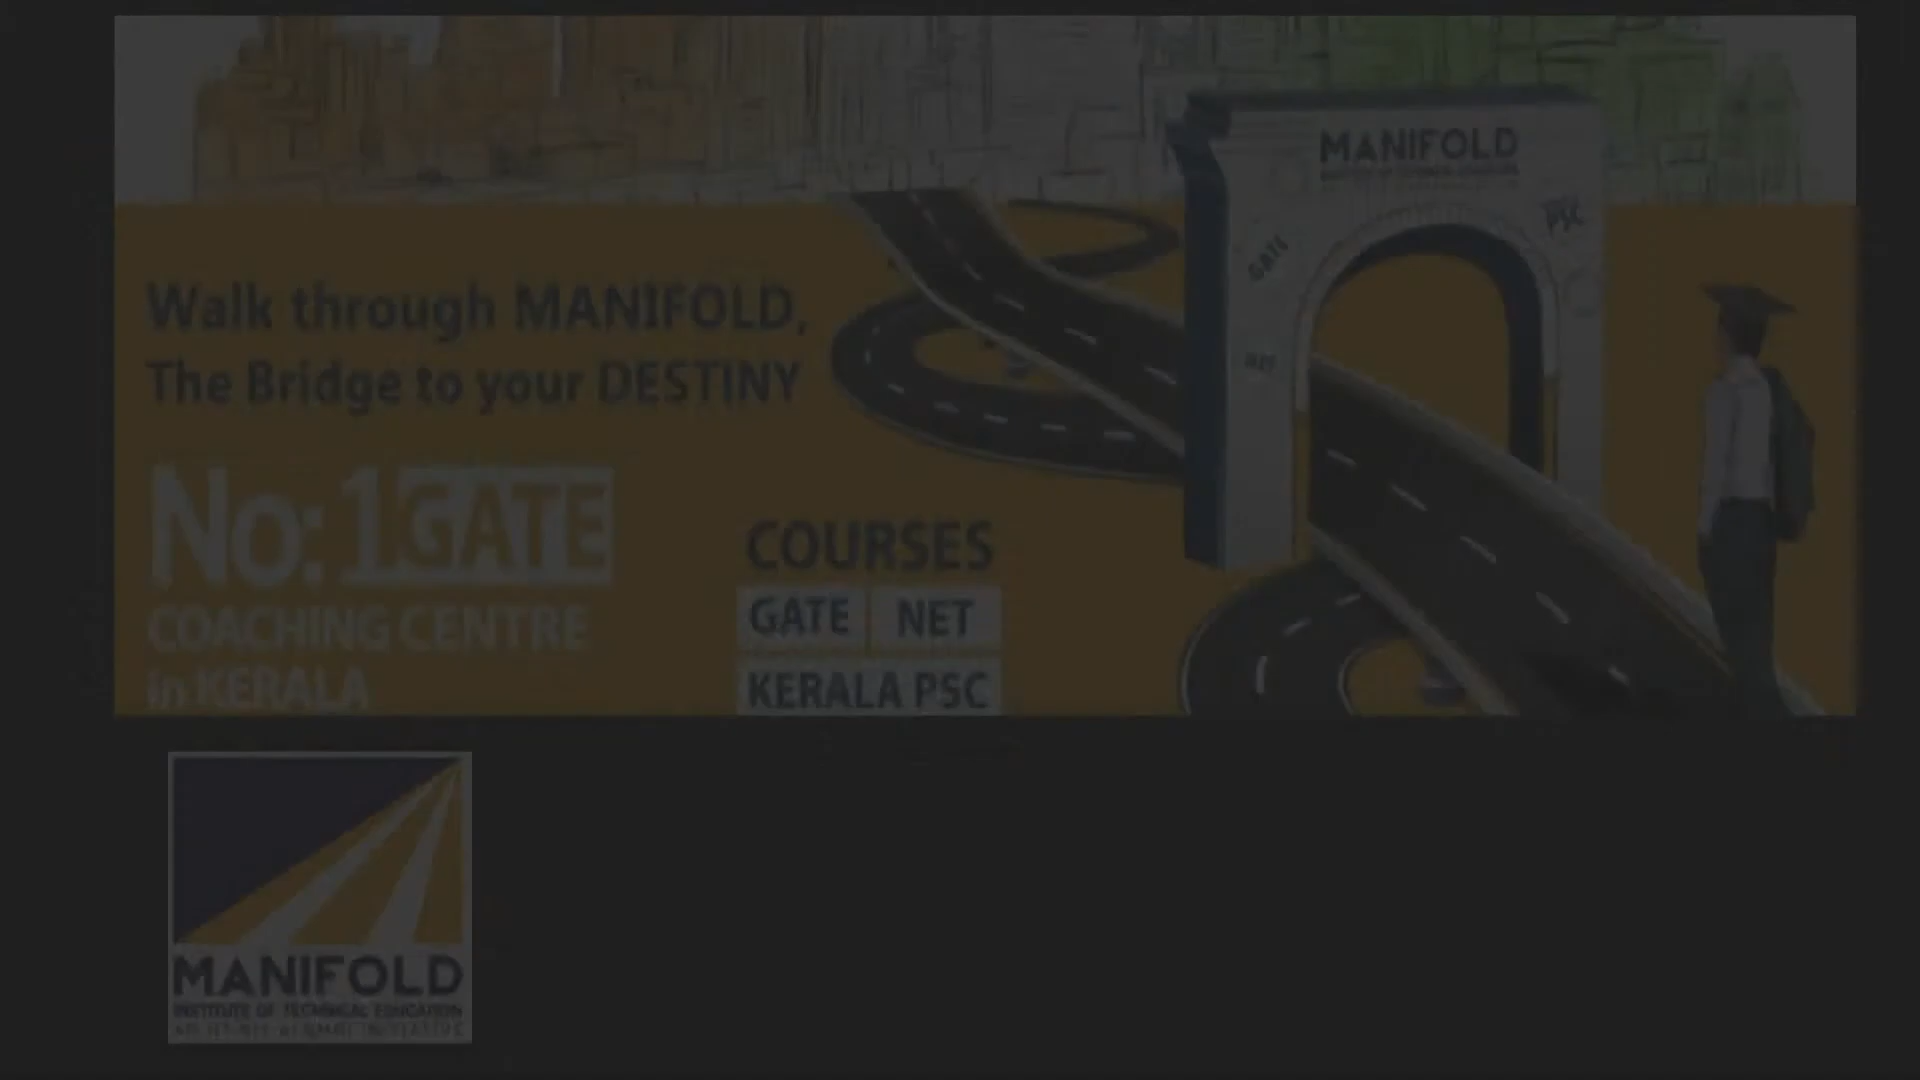 MANIFOLD
GATE
PSC
Walk through MANIFOLD,
The Bridge to your DESTINY
No: 1 GATE
COACHING CENTRE
in KERALA
COURSES
GATE NET
KERALA PSC
MANIFOLD
INSTITUTE OF TECHNICAL EDUCATION